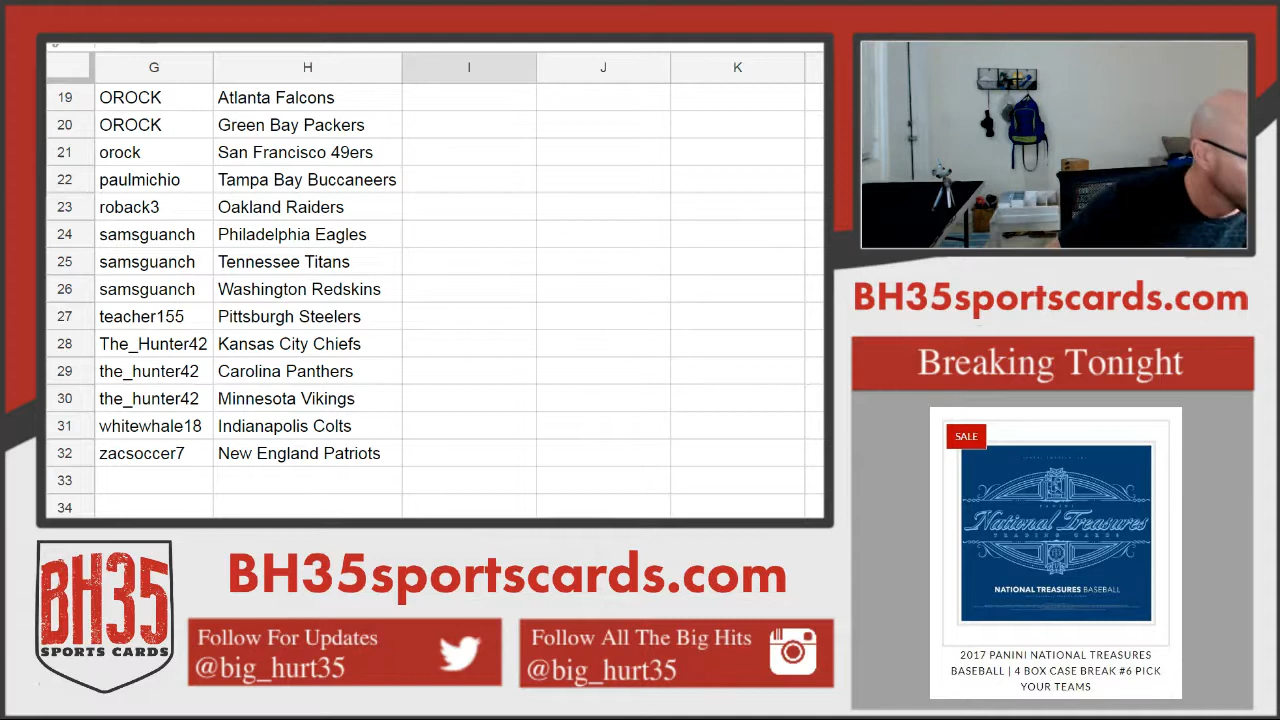 G H I J K
19 OROCK Atlanta Falcons
20 OROCK Green Bay Packers
21 orock San Francisco 49ers
22 paulmichio Tampa Bay Buccaneers
23 roback3 Oakland Raiders
24 samsguanch Philadelphia Eagles
25 samsguanch Tennessee Titans
26 samsguanch Washington Redskins
27 teacher155 Pittsburgh Steelers
28 The_Hunter42 Kansas City Chiefs
29 the_hunter42 Carolina Panthers
30 the_hunter42 Minnesota Vikings
31 whitewhale18 Indianapolis Colts
32 zacsoccer7 New England Patriots
33
34
BH35sportscards.com
Breaking Tonight
SALE
National Treasures
TRADING CARDS
NATIONAL TREASURES BASEBALL
2017 PANINI NATIONAL TREASURES
BASEBALL | 4 BOX CASE BREAK #6 PICK
YOUR TEAMS
BH35
SPORTS CARDS
BH35sportscards.com
Follow For Updates
@big_hurt35
Follow All The Big Hits
@big_hurt35